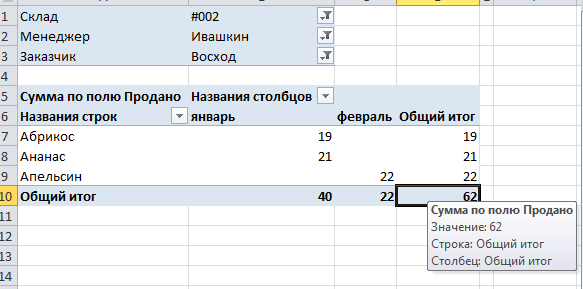 1 Склад #002
2 Менеджер Ивашкин
3 Заказчик Восход
4
5 Сумма по полю Продано Названия столбцов
6 Названия строк январь февраль Общий итог
7 Абрикос 19 19
8 Ананас 21 21
9 Апельсин 22 22
10 Общий итог 40 22 62
11 Сумма по полю Продано
12 Значение: 62
13 Строка: Общий итог
Столбец: Общий итог
14